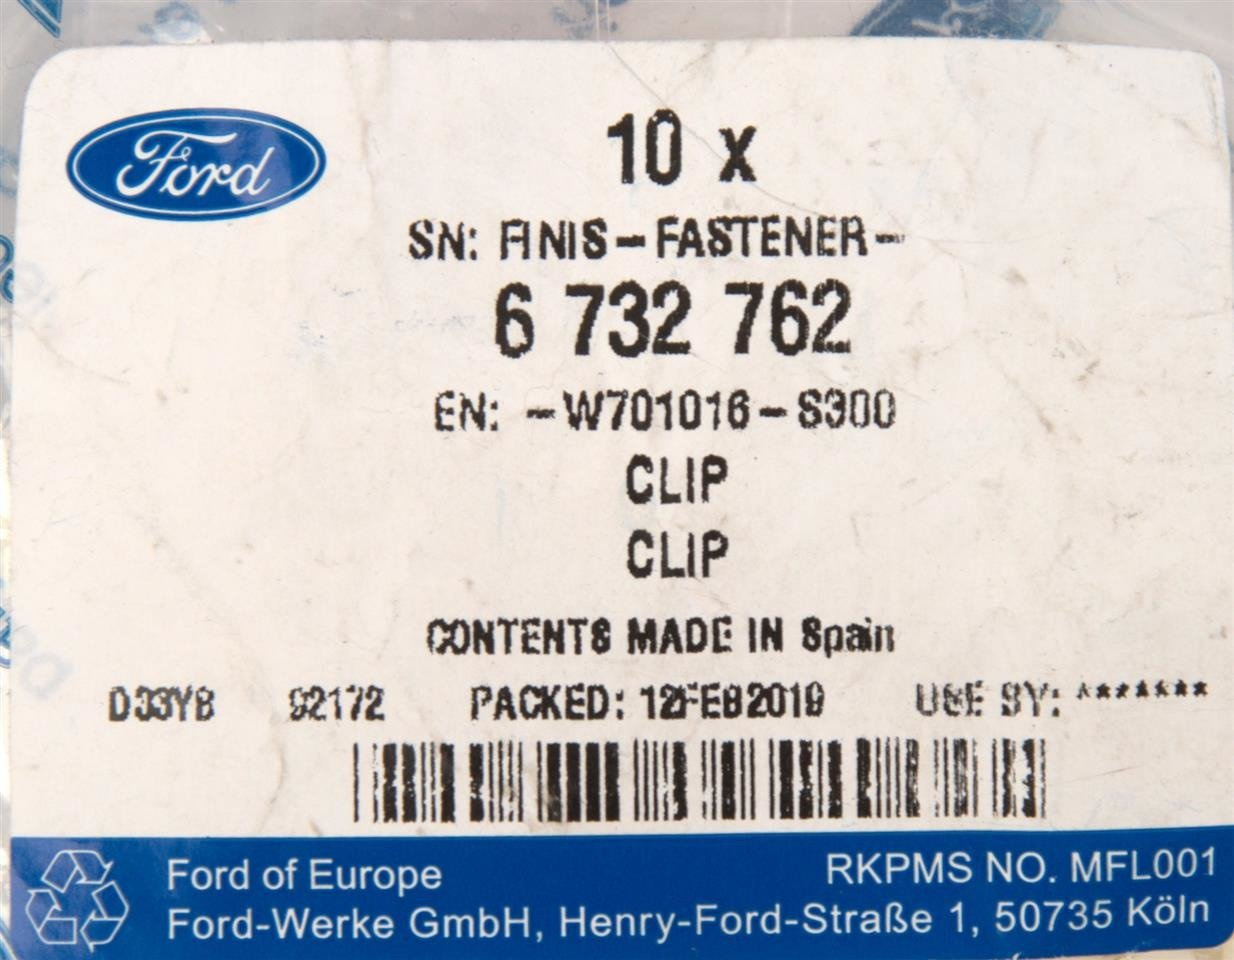 Ford
10 x
SN: FINIS-FASTENER-
6 732 762
EN: -W701016-S300
CLIP
CLIP
CONTENTS MADE IN Spain
D33YB 92172 PACKED: 12FEB2019 USE BY: *******
Ford of Europe RKPMS NO. MFL001
Ford-Werke GmbH, Henry-Ford-Straße 1, 50735 Köln